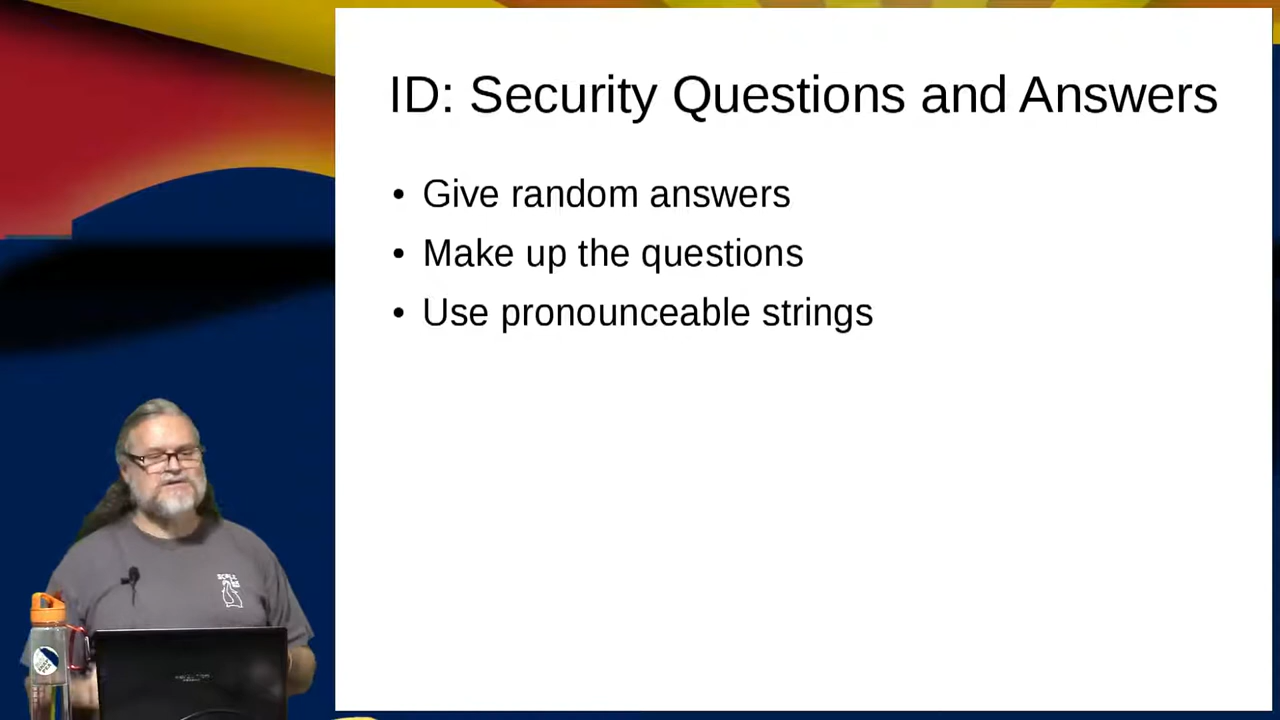 ID: Security Questions and Answers
• Give random answers
• Make up the questions
• Use pronounceable strings